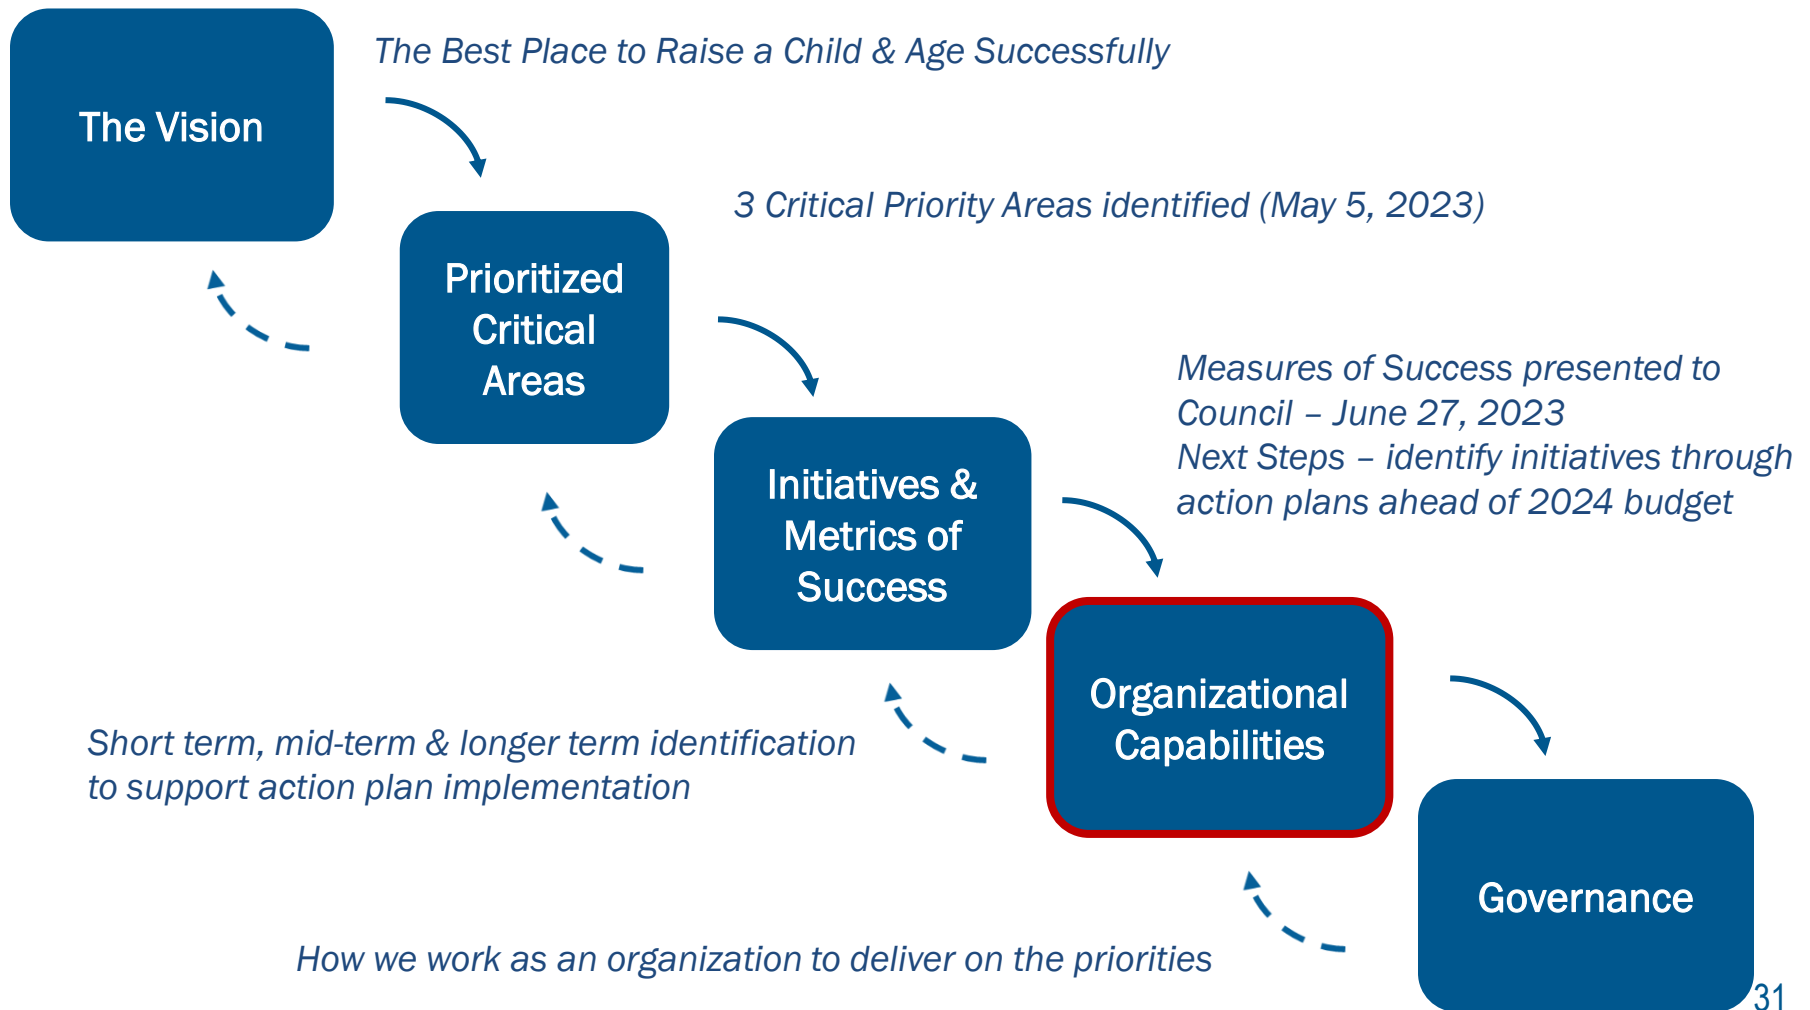 The Best Place to Raise a Child & Age Successfully
The Vision
3 Critical Priority Areas identified (May 5, 2023)
Prioritized
Critical
Areas
Measures of Success presented to
Council – June 27, 2023
Next Steps – identify initiatives through
action plans ahead of 2024 budget
Initiatives &
Metrics of
Success
Organizational
Capabilities
Short term, mid-term & longer term identification
to support action plan implementation
Governance
How we work as an organization to deliver on the priorities
31